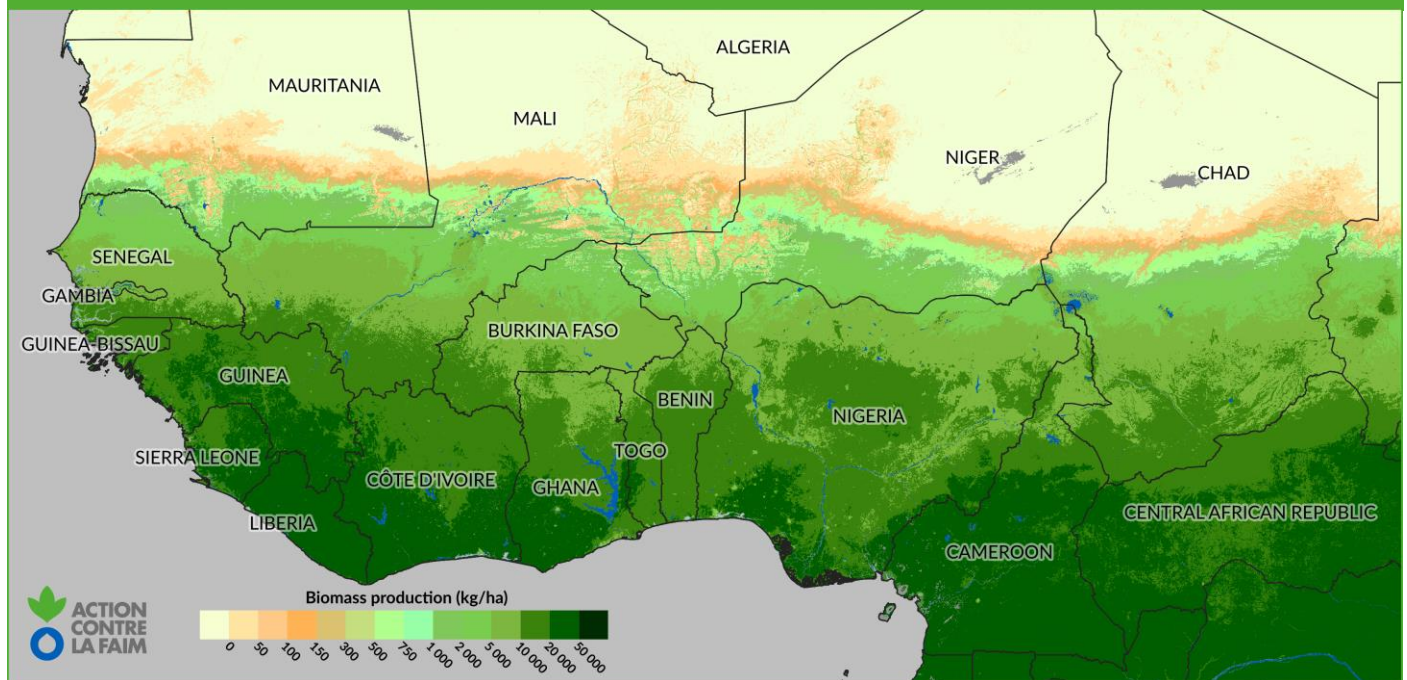 ALGERIA
MAURITANIA
MALI
NIGER
CHAD
SENEGAL
GAMBIA
BURKINA FASO
GUINEA-BISSAU
GUINEA
BENIN
NIGERIA
TOGO
SIERRA LEONE
CÔTE D'IVOIRE
GHANA
LIBERIA
CENTRAL AFRICAN REPUBLIC
CAMEROON
Biomass production (kg/ha)
0 50 100 150 300 500 750 1 000 2 000 5 000 10 000 20 000 50 000
ACTION
CONTRE
LA FAIM